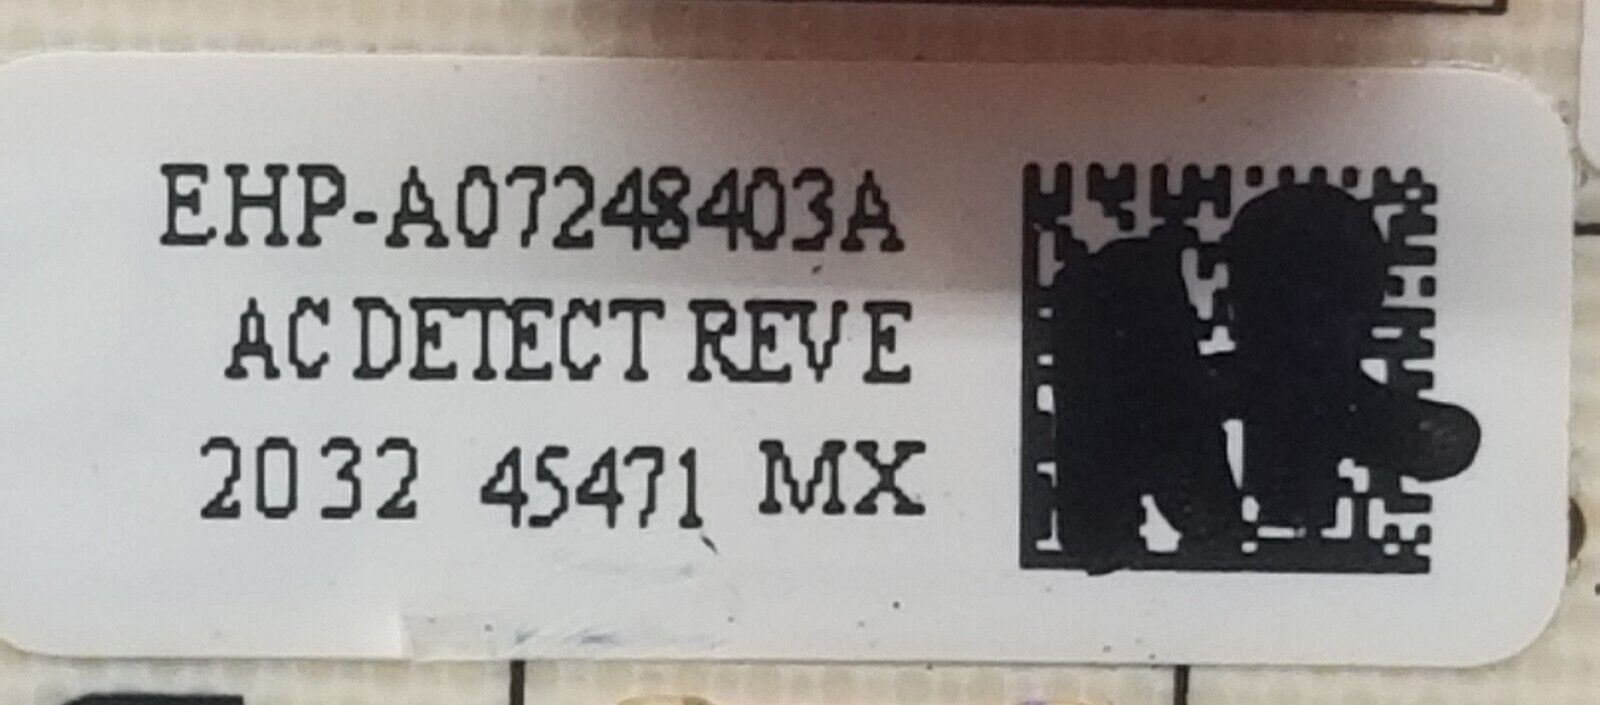 EHP-A07248403A
AC DETECT REV E
2032 45471 MX